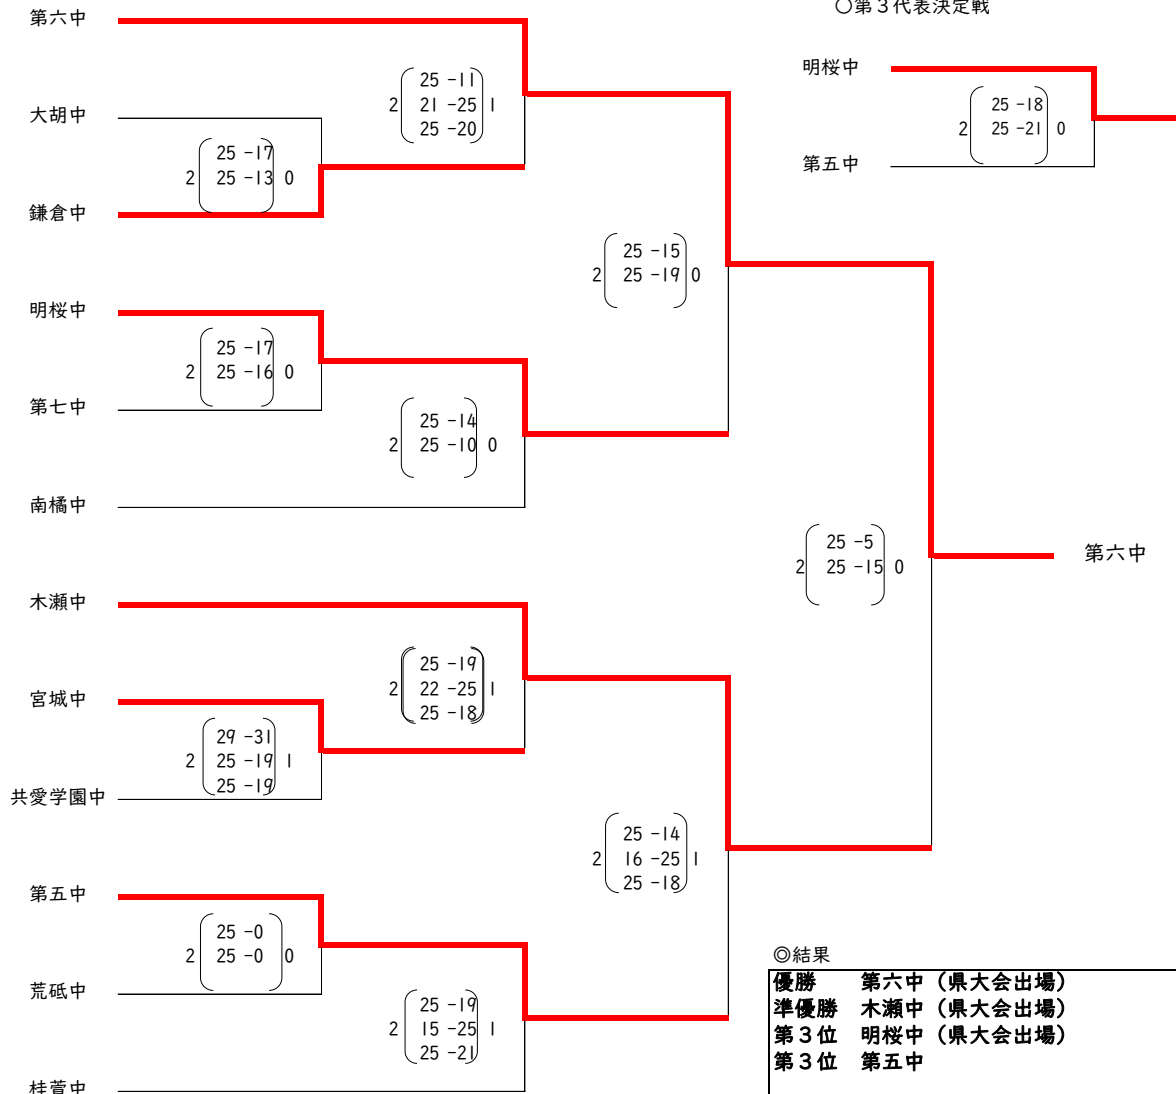 第六中
大胡中
鎌倉中
明桜中
第七中
南橘中
木瀬中
宮城中
共愛学園中
第五中
荒砥中
桂萱中
2 25 -17 0
25 -13
2 25 -17 0
25 -16
2 29 -31 1
25 -19
25 -19
2 25 -0 0
25 -0
2 25 -11 1
21 -25
25 -20
2 25 -14 0
25 -10
2 25 -19 1
22 -25
25 -18
2 25 -19 1
15 -25
25 -21
2 25 -15 0
25 -19
2 25 -14 1
16 -25
25 -18
2 25 -5 0
25 -15
第六中
○第３代表決定戦
明桜中
2 25 -18 0
25 -21
第五中
◎結果
優勝 第六中（県大会出場）
準優勝 木瀬中（県大会出場）
第３位 明桜中（県大会出場）
第３位 第五中